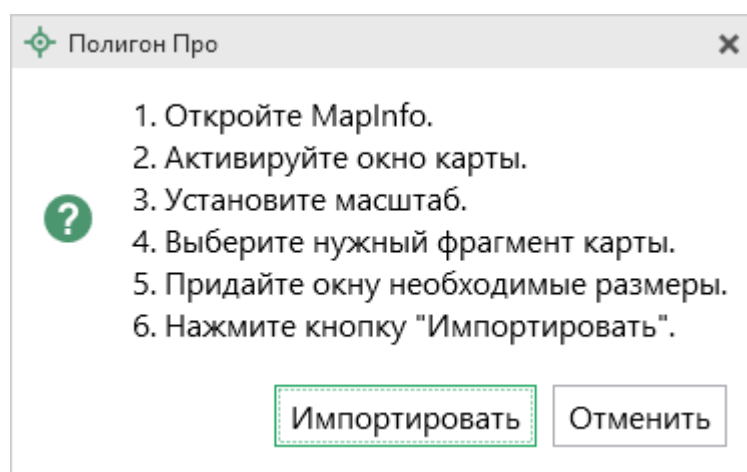 Полигон Про
1. Откройте MapInfo.
2. Активируйте окно карты.
3. Установите масштаб.
4. Выберите нужный фрагмент карты.
5. Придайте окну необходимые размеры.
6. Нажмите кнопку "Импортировать".
Импортировать Отменить